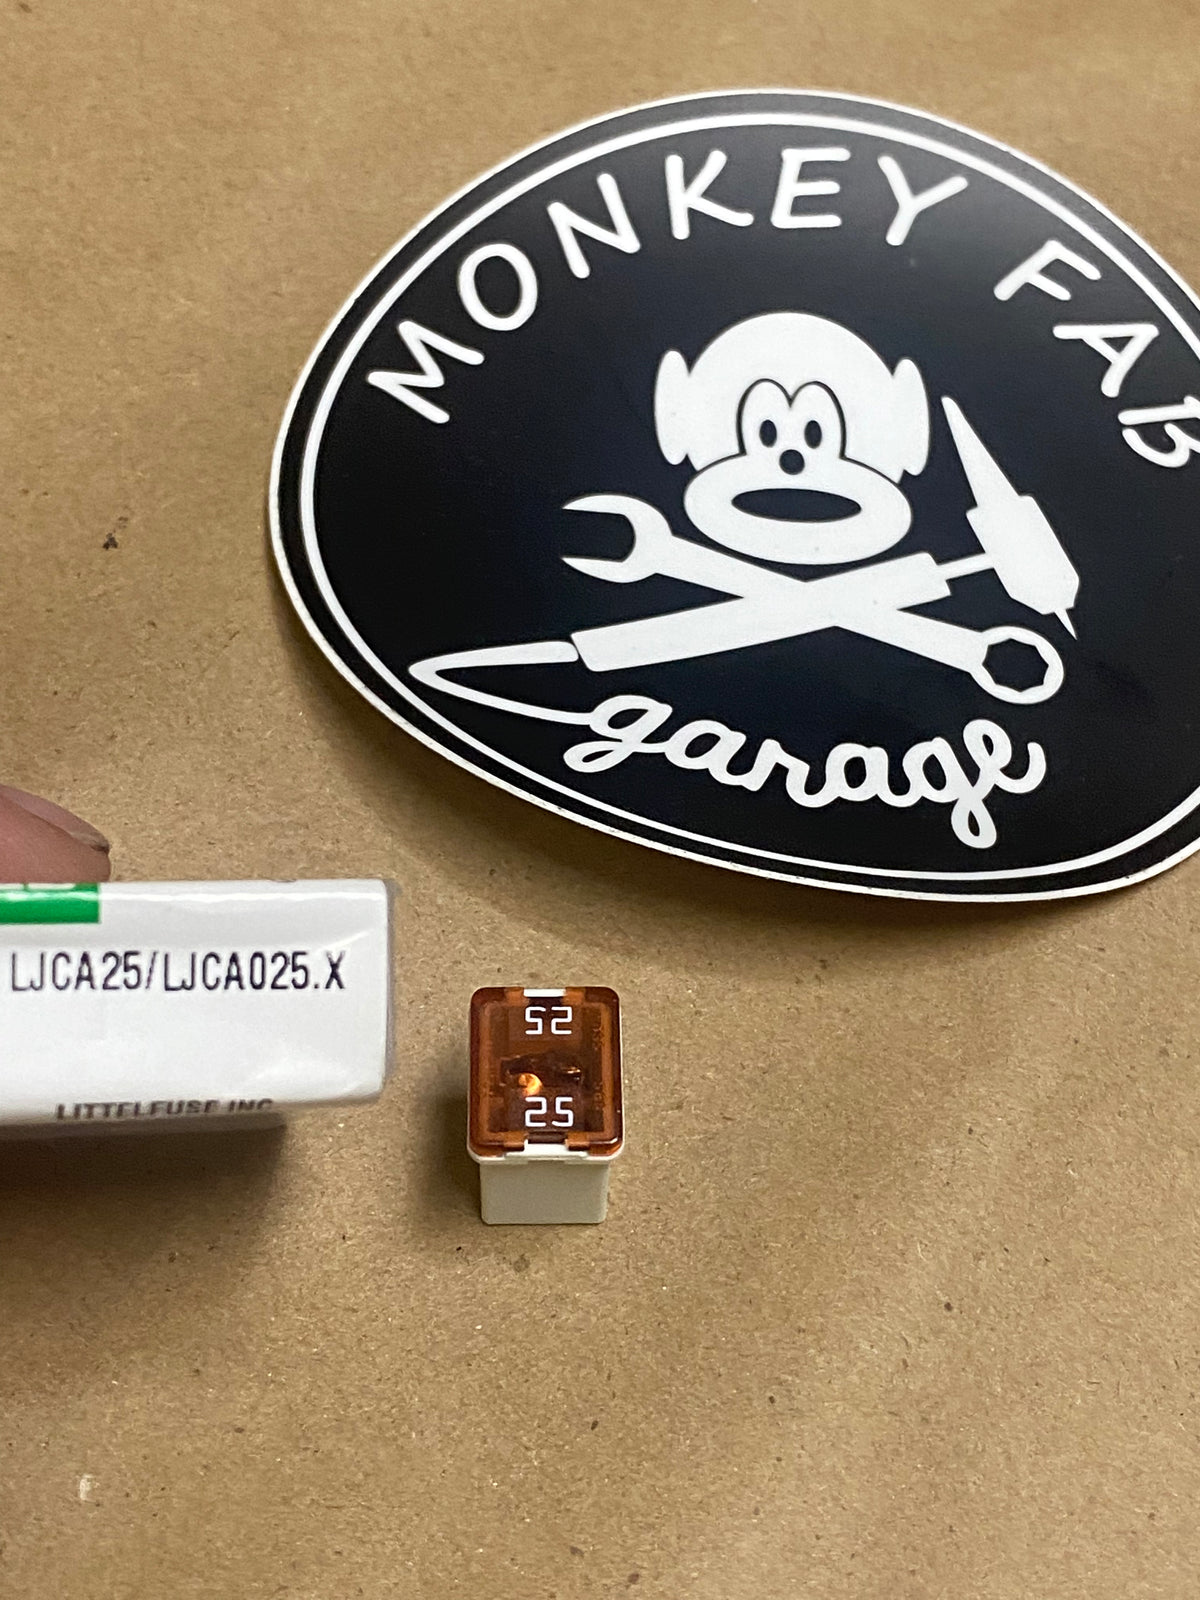 MONKEY FAB
garage
LJCA25/LJCA025.X
LITTELFUSE INC
25
25